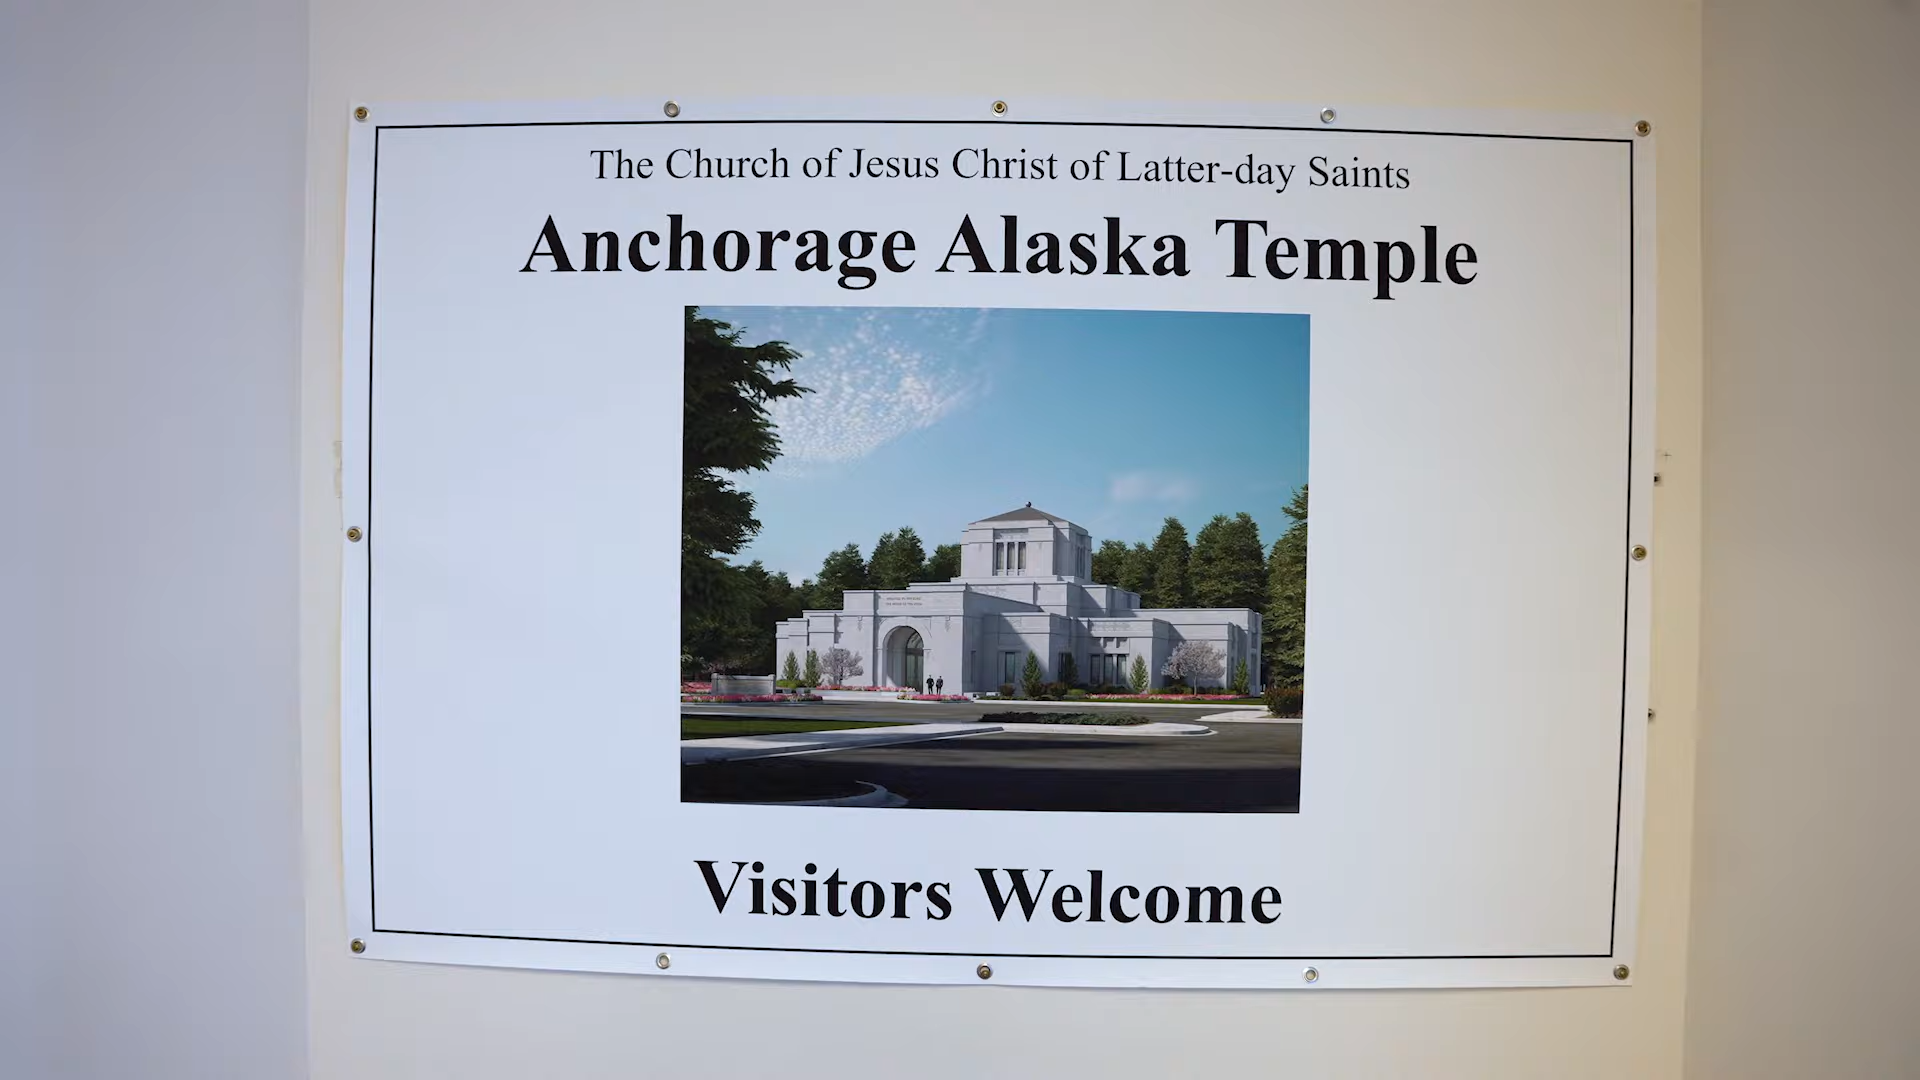 The Church of Jesus Christ of Latter-day Saints
Anchorage Alaska Temple
Visitors Welcome